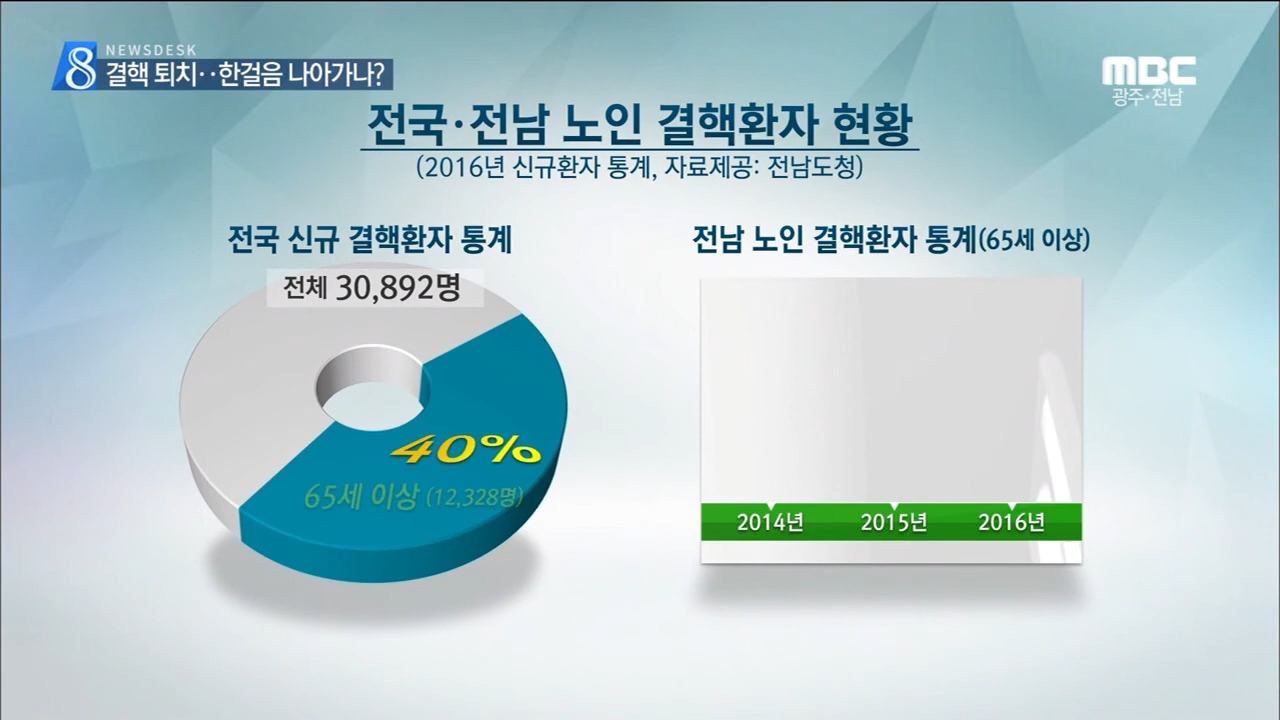 NEWSDESK
8 결핵 퇴치‥한걸음 나아가나?
MBC
광주·전남
전국·전남 노인 결핵환자 현황
(2016년 신규환자 통계, 자료제공: 전남도청)
전국 신규 결핵환자 통계
전체 30,892명
40%
65세 이상 (12,328명)
전남 노인 결핵환자 통계(65세 이상)
2014년 2015년 2016년